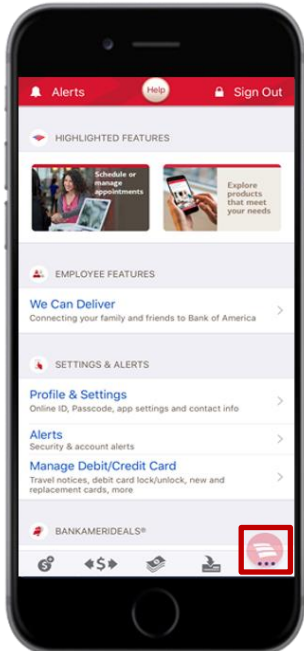 Alerts
Help
Sign Out
HIGHLIGHTED FEATURES
Schedule or
manage
appointments
Explore
products
that meet
your needs
EMPLOYEE FEATURES
We Can Deliver
Connecting your family and friends to Bank of America
SETTINGS & ALERTS
Profile & Settings
Online ID, Passcode, app settings and contact info
Alerts
Security & account alerts
Manage Debit/Credit Card
Travel notices, debit card lock/unlock, new and
replacement cards, more
BANKAMERIDEALS®